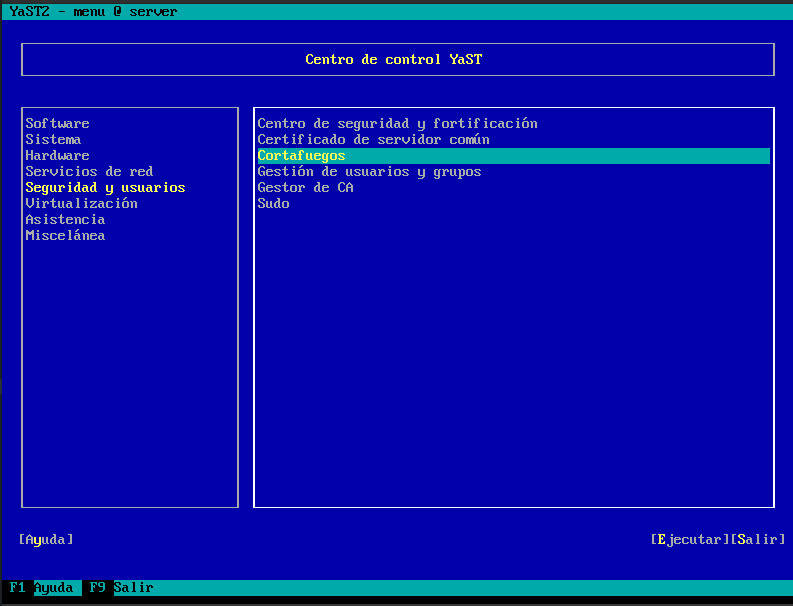 YaST2 - menu @ server
Centro de control YaST
Software
Sistema
Hardware
Servicios de red
Seguridad y usuarios
Virtualización
Asistencia
Miscelánea
Centro de seguridad y fortificación
Certificado de servidor común
Cortafuegos
Gestión de usuarios y grupos
Gestor de CA
Sudo
[Ayuda]
[Ejecutar][Salir]
F1 Ayuda F9 Salir